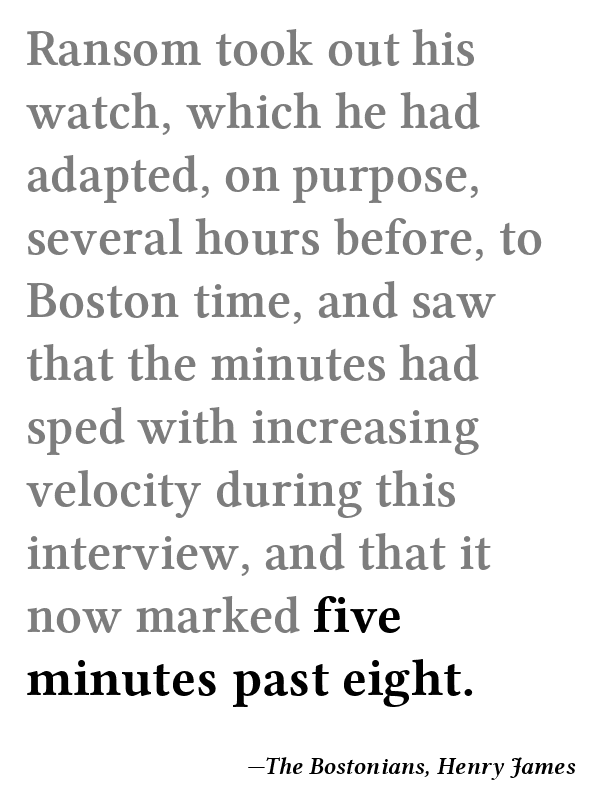 Ransom took out his
watch, which he had
adapted, on purpose,
several hours before, to
Boston time, and saw
that the minutes had
sped with increasing
velocity during this
interview, and that it
now marked five
minutes past eight.
—The Bostonians, Henry James